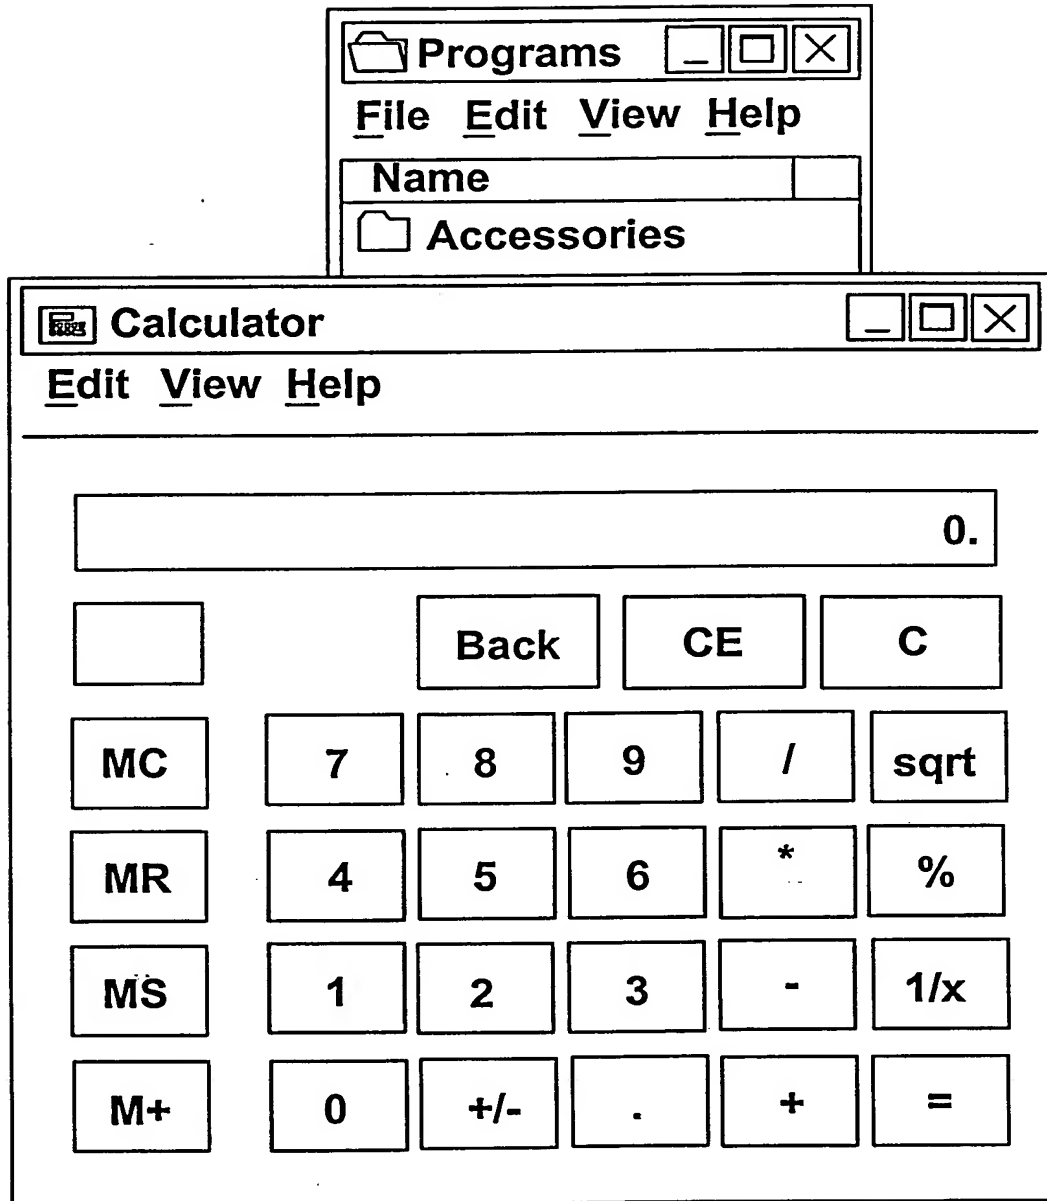 Programs
File Edit View Help
Name
Accessories
Calculator
Edit View Help
0.
Back CE C
MC 7 8 9 / sqrt
MR 4 5 6 * %
MS 1 2 3 - 1/x
M+ 0 +/- . + =